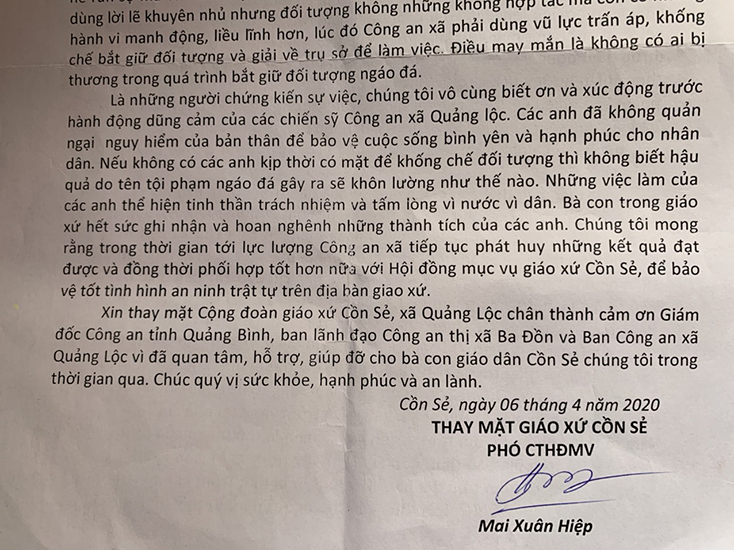 dùng lời lẽ khuyên nhủ nhưng đối tượng không những không hợp tác mà còn
hành vi manh động, liều lĩnh hơn, lúc đó Công an xã phải dùng vũ lực trấn áp, khống
chế bắt giữ đối tượng và giải về trụ sở để làm việc. Điều may mắn là không có ai bị
thương trong quá trình bắt giữ đối tượng ngáo đá.
Là những người chứng kiến sự việc, chúng tôi vô cùng biết ơn và xúc động trước
hành động dũng cảm của các chiến sỹ Công an xã Quảng lộc. Các anh đã không quản
ngại nguy hiểm của bản thân để bảo vệ cuộc sống bình yên và hạnh phúc cho nhân
dân. Nếu không có các anh kịp thời có mặt để khống chế đối tượng thì không biết hậu
quả do tên tội phạm ngáo đá gây ra sẽ khôn lường như thế nào. Những việc làm của
các anh thể hiện tinh thần trách nhiệm và tấm lòng vì nước vì dân. Bà con trong giáo
xứ hết sức ghi nhận và hoan nghênh những thành tích của các anh. Chúng tôi mong
rằng trong thời gian tới lực lượng Công an xã tiếp tục phát huy những kết quả đạt
được và đồng thời phối hợp tốt hơn nữa với Hội đồng mục vụ giáo xứ Cồn Sẻ, để bảo
vệ tốt tình hình an ninh trật tự trên địa bàn giao xứ.
Xin thay mặt Cộng đoàn giáo xứ Cồn Sẻ, xã Quảng Lộc chân thành cảm ơn Giám
đốc Công an tỉnh Quảng Bình, ban lãnh đạo Công an thị xã Ba Đồn và Ban Công an xã
Quảng Lộc vì đã quan tâm, hỗ trợ, giúp đỡ cho bà con giáo dân Cồn Sẻ chúng tôi trong
thời gian qua. Chúc quý vị sức khỏe, hạnh phúc và an lành.
Cồn Sẻ, ngày 06 tháng 4 năm 2020
THAY MẶT GIÁO XỨ CỒN SẺ
PHÓ CTHĐMV
Mai Xuân Hiệp